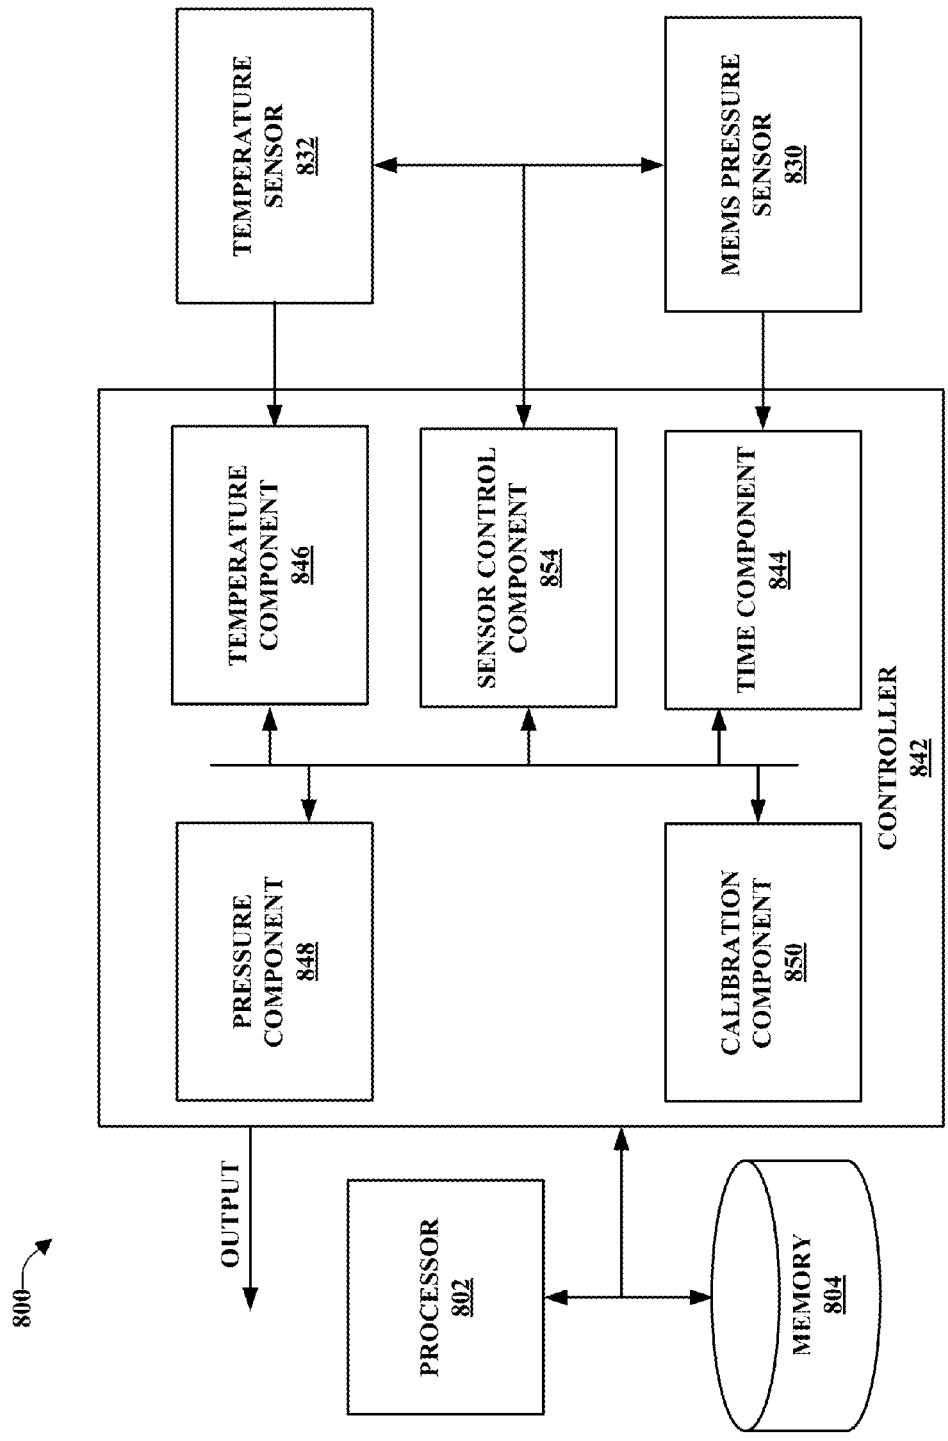 800
OUTPUT
PROCESSOR
802
MEMORY
804
PRESSURE
COMPONENT
848
CALIBRATION
COMPONENT
850
TEMPERATURE
COMPONENT
846
SENSOR CONTROL
COMPONENT
854
TIME COMPONENT
844
CONTROLLER
842
TEMPERATURE
SENSOR
832
MEMS PRESSURE
SENSOR
830